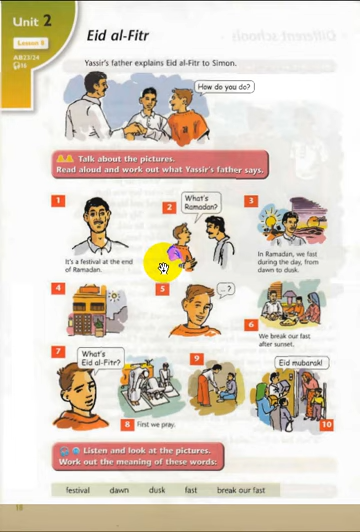 Unit 2
Lesson 5
AB23/24
16
Eid al-Fitr
Yassir's father explains Eid al-Fitr to Simon.
How do you do?
Talk about the pictures.
Read aloud and work out what Yassir's father says.
1
It's a festival at the end
of Ramadan.
2
What's
Ramadan?
3
In Ramadan, we fast
during the day, from
dawn to dusk.
4
5
...?
6
We break our fast
after sunset.
7
What's
Eid al-Fitr?
8 First we pray.
9
Eid mubarak!
10
Listen and look at the pictures.
Work out the meaning of these words:
festival dawn dusk fast break our fast
18